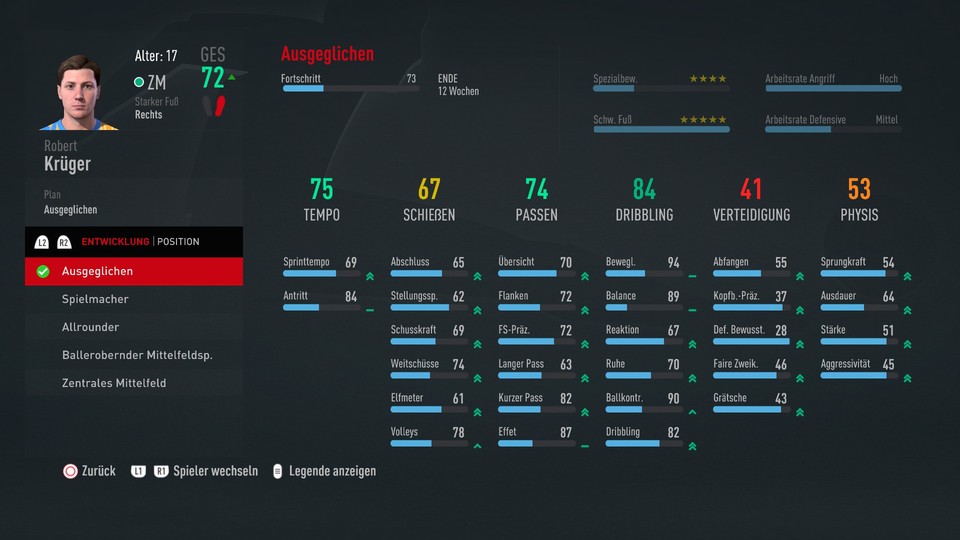 Alter: 17
GES
ZM
72
Starker Fuß
Rechts
Robert
Krüger
Plan
Ausgeglichen
L2 R2 ENTWICKLUNG | POSITION
Ausgeglichen
Spielmacher
Allrounder
Ballerobernder Mittelfeldsp.
Zentrales Mittelfeld
Ausgeglichen
Fortschritt 73
ENDE
12 Wochen
Spezialbew. ★★★★
Arbeitsrate Angriff Hoch
Schw. Fuß ★★★★★
Arbeitsrate Defensive Mittel
75 67 74 84 41 53
TEMPO SCHIEẞEN PASSEN DRIBBLING VERTEIDIGUNG PHYSIS
Sprinttempo 69 Abschluss 65 Übersicht 70 Bewegl. 94 Abfangen 55 Sprungkraft 54
Antritt 84 Stellungssp. 62 Flanken 72 Balance 89 Kopfb.-Präz. 37 Ausdauer 64
Schusskraft 69 FS-Präz. 72 Reaktion 67 Def. Bewusst. 28 Stärke 51
Weitschüsse 74 Langer Pass 63 Ruhe 70 Faire Zweik. 46 Aggressivität 45
Elfmeter 61 Kurzer Pass 82 Ballkontr. 90 Grätsche 43
Volleys 78 Effet 87 Dribbling 82
Zurück L1 R1 Spieler wechseln Legende anzeigen